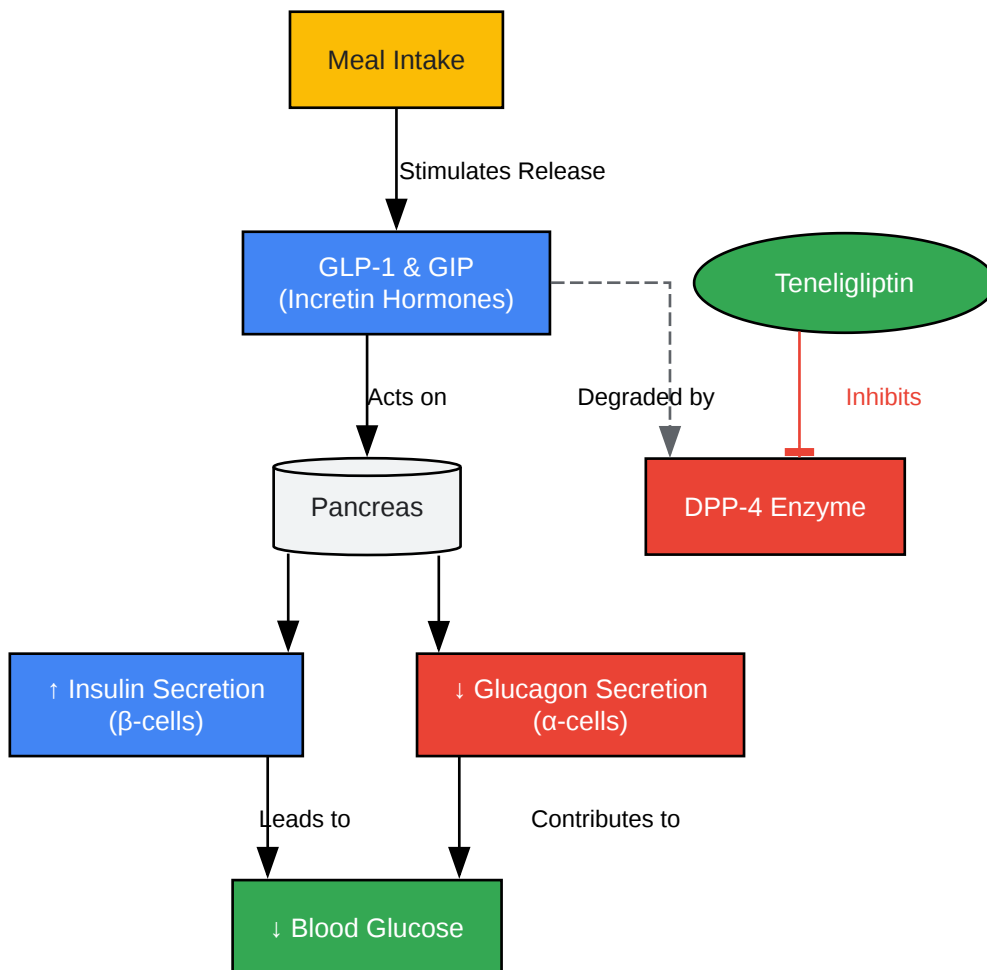 Meal Intake
Stimulates Release
GLP-1 & GIP
(Incretin Hormones)
Teneligliptin
Acts on
Degraded by
Inhibits
Pancreas
DPP-4 Enzyme
↑ Insulin Secretion
(β-cells)
↓ Glucagon Secretion
(α-cells)
Leads to
Contributes to
↓ Blood Glucose